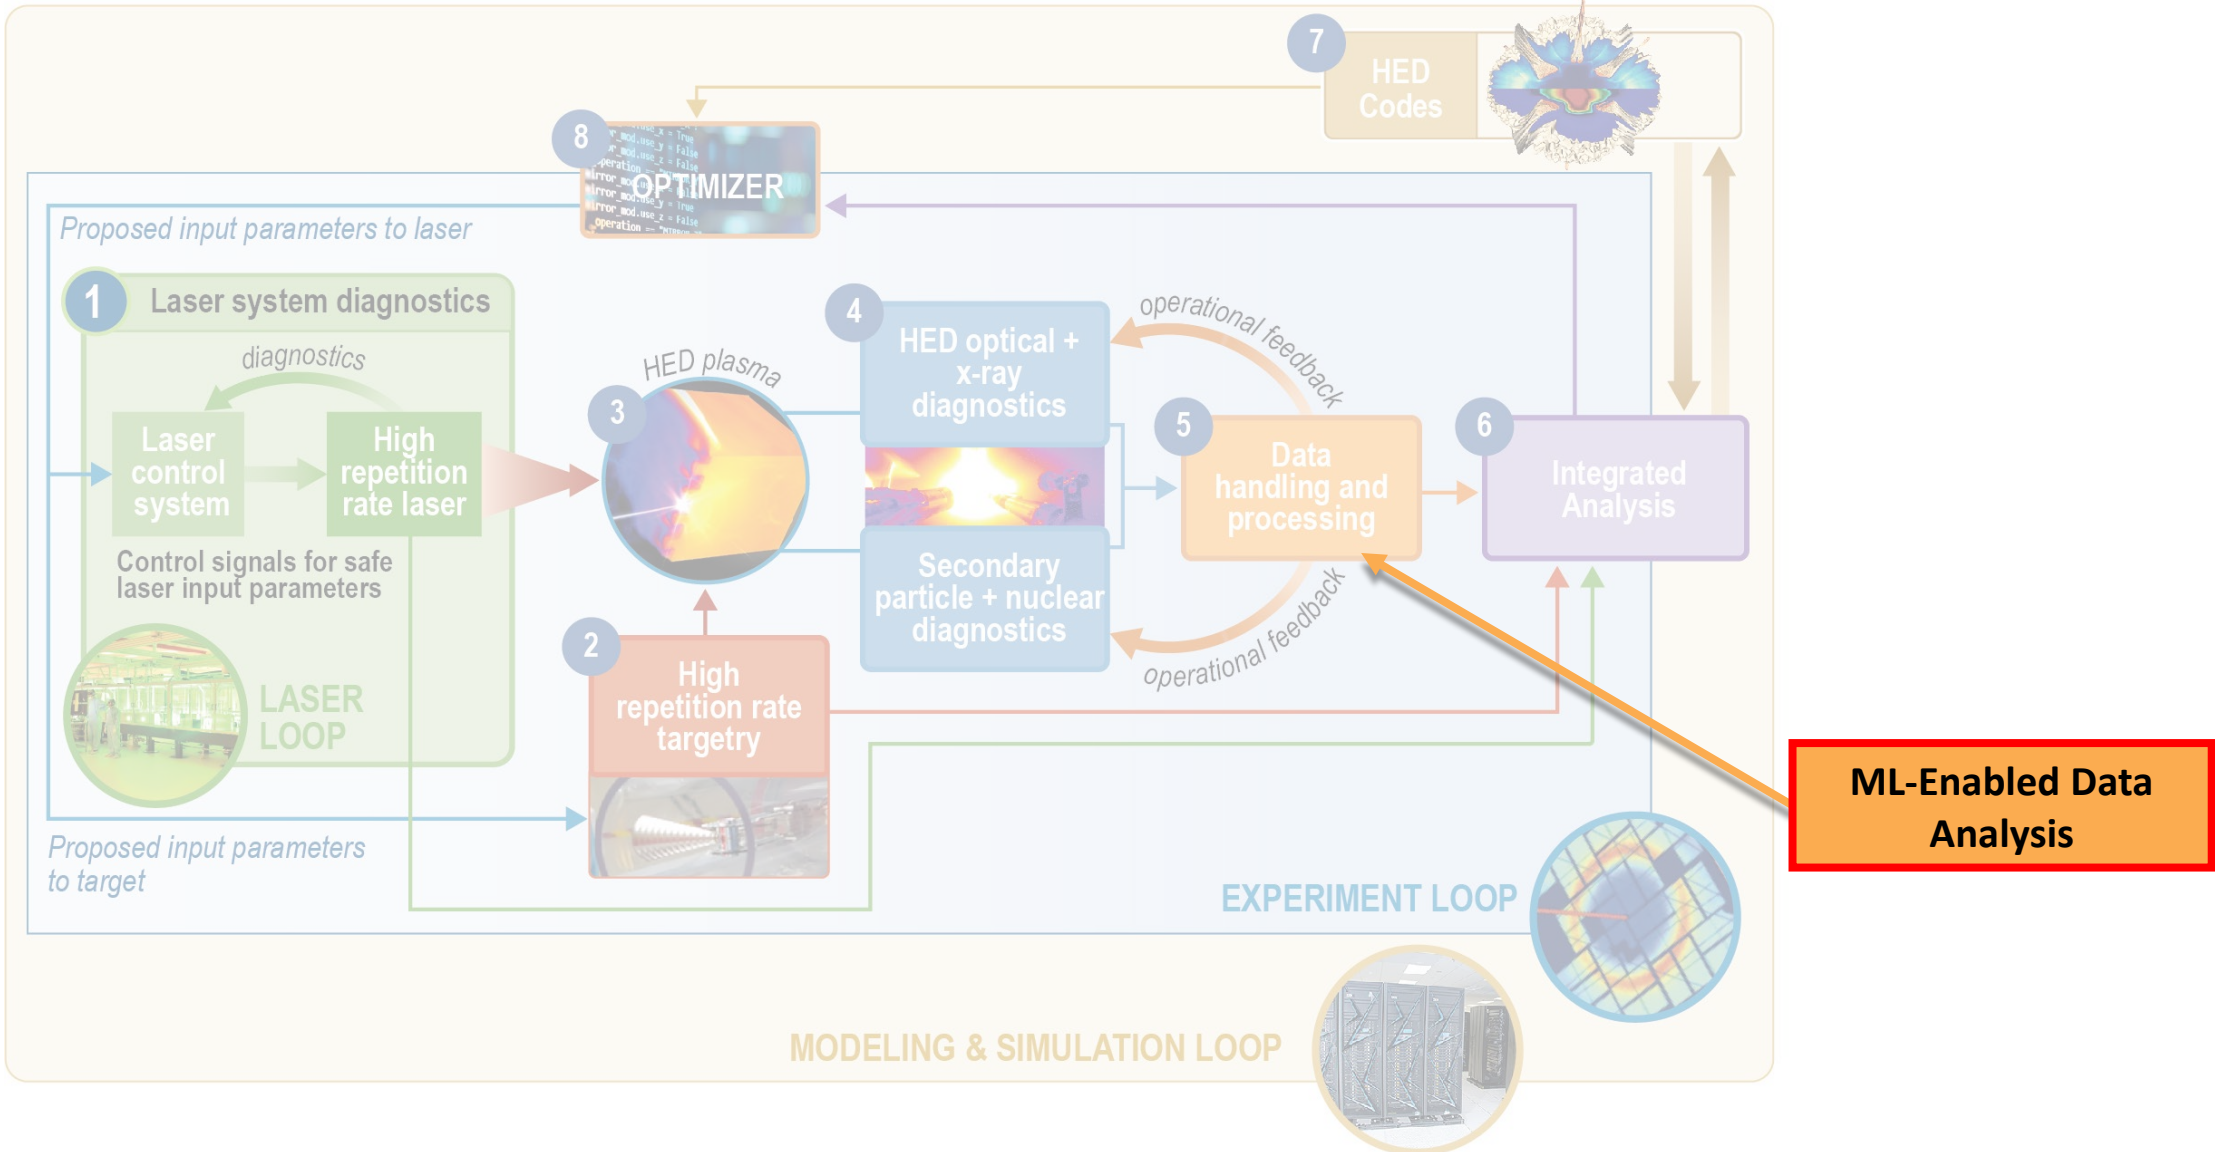 7
HED
Codes
8
OPTIMIZER
Proposed input parameters to laser
1
Laser system diagnostics
diagnostics
Laser
control
system
High
repetition
rate laser
Control signals for safe
laser input parameters
LASER
LOOP
3
HED plasma
4
HED optical +
x-ray
diagnostics
Secondary
particle + nuclear
diagnostics
operational feedback
5
Data
handling and
processing
operational feedback
6
Integrated
Analysis
2
High
repetition rate
targetry
ML-Enabled Data
Analysis
Proposed input parameters
to target
EXPERIMENT LOOP
MODELING & SIMULATION LOOP